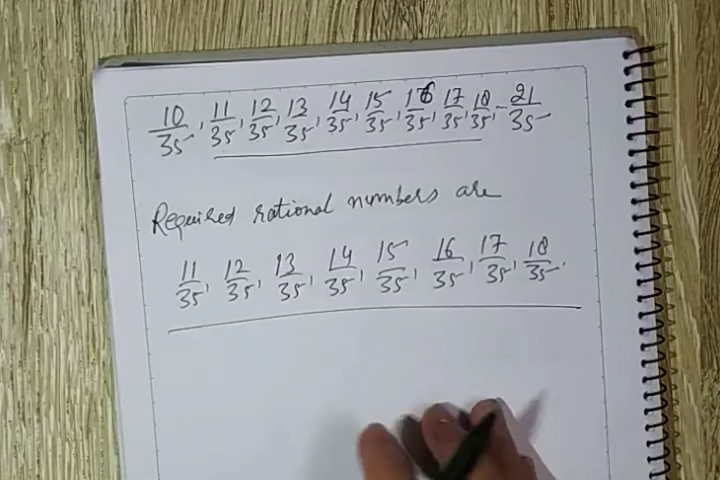 10/35, 11/35, 12/35, 13/35, 14/35, 15/35, 16/35, 17/35, 18/35, - 21/35
Required rational numbers are
11/35, 12/35, 13/35, 14/35, 15/35, 16/35, 17/35, 18/35.